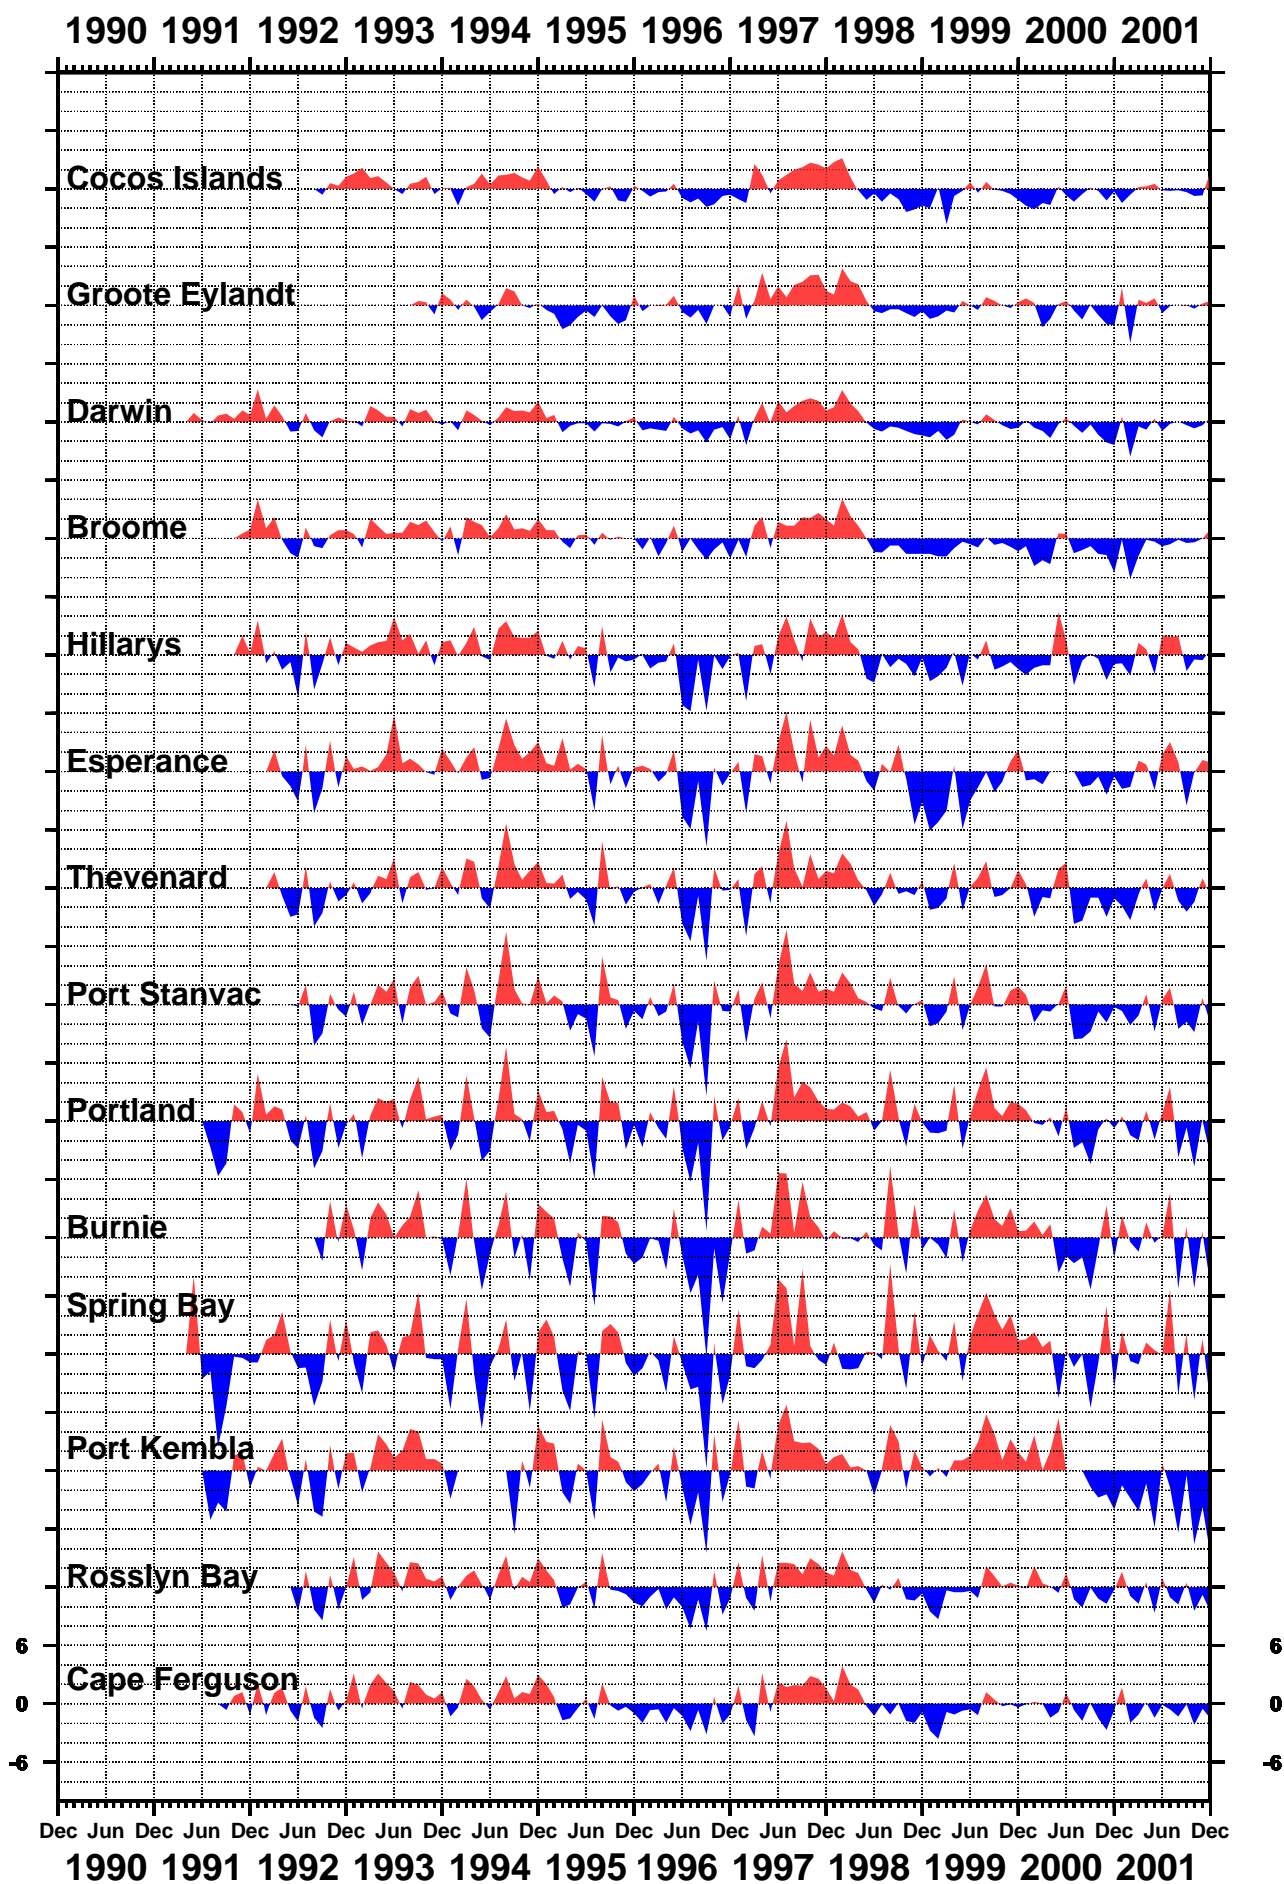 1990 1991 1992 1993 1994 1995 1996 1997 1998 1999 2000 2001
Cocos Islands
Groote Eylandt
Darwin
Broome
Hillarys
Esperance
Thevenard
Port Stanvac
Portland
Burnie
Spring Bay
Port Kembla
Rosslyn Bay
6 6
Cape Ferguson
0 0
-6 -6
Dec Jun Dec Jun Dec Jun Dec Jun Dec Jun Dec Jun Dec Jun Dec Jun Dec Jun Dec Jun Dec Jun Dec Jun Dec
1990 1991 1992 1993 1994 1995 1996 1997 1998 1999 2000 2001